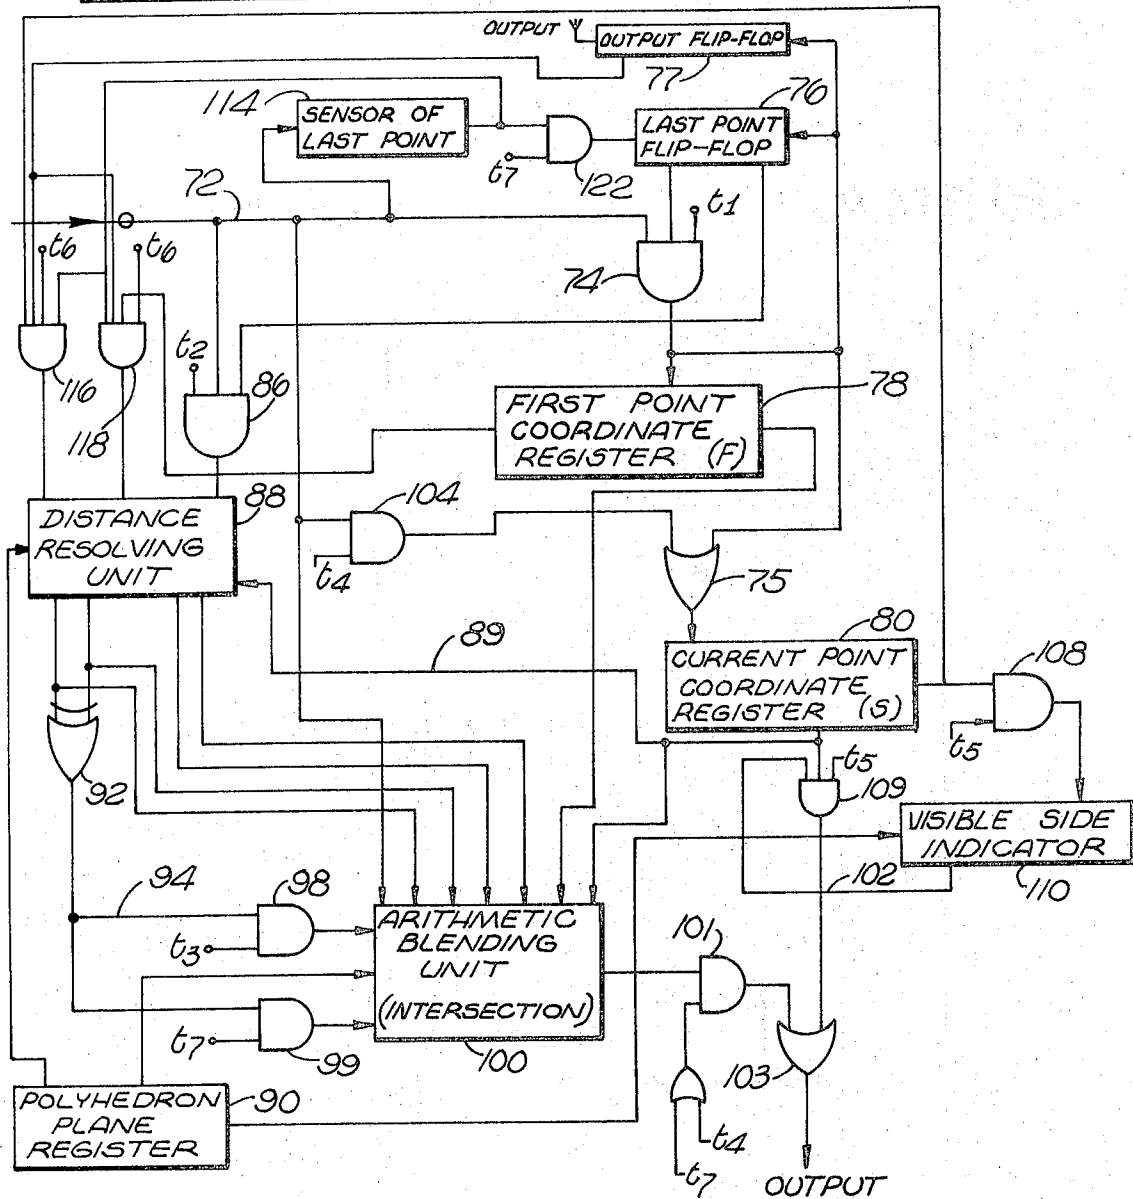 OUTPUT
OUTPUT FLIP-FLOP
77
114
SENSOR OF
LAST POINT
76
LAST POINT
FLIP-FLOP
t7
122
72
t1
t6
t6
74
t2
116
118
86
78
FIRST POINT
COORDINATE
REGISTER (F)
88
DISTANCE
RESOLVING
UNIT
104
t4
75
89
80
CURRENT POINT
COORDINATE
REGISTER (S)
108
t5
92
t5
109
VISIBLE SIDE
INDICATOR
102
110
94
98
t3
ARITHMETIC
BLENDING
UNIT
(INTERSECTION)
100
101
t7
99
103
POLYHEDRON
PLANE
REGISTER
90
t4
t7
OUTPUT